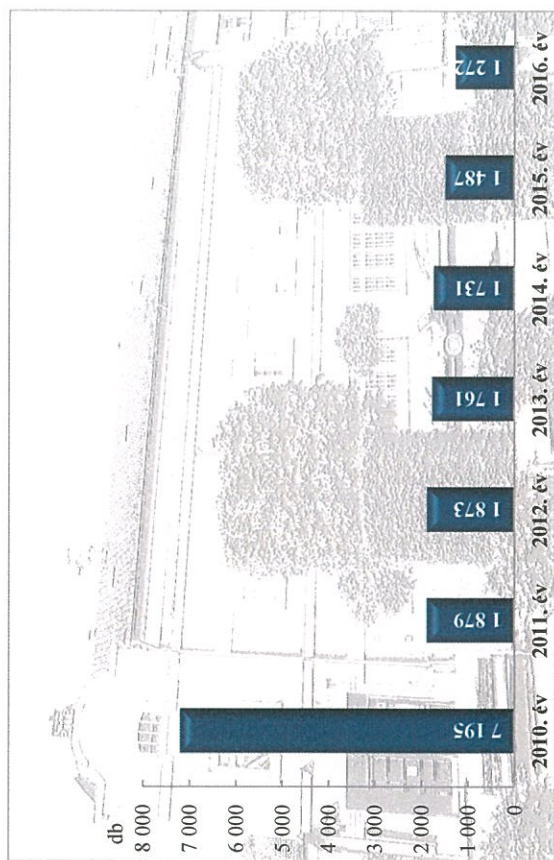 db
8 000
7 000
6 000
5 000
4 000
3 000
2 000
1 000
0
7 195
1 879
1 873
1 761
1 731
1 487
1 272
2010. év
2011. év
2012. év
2013. év
2014. év
2015. év
2016. év